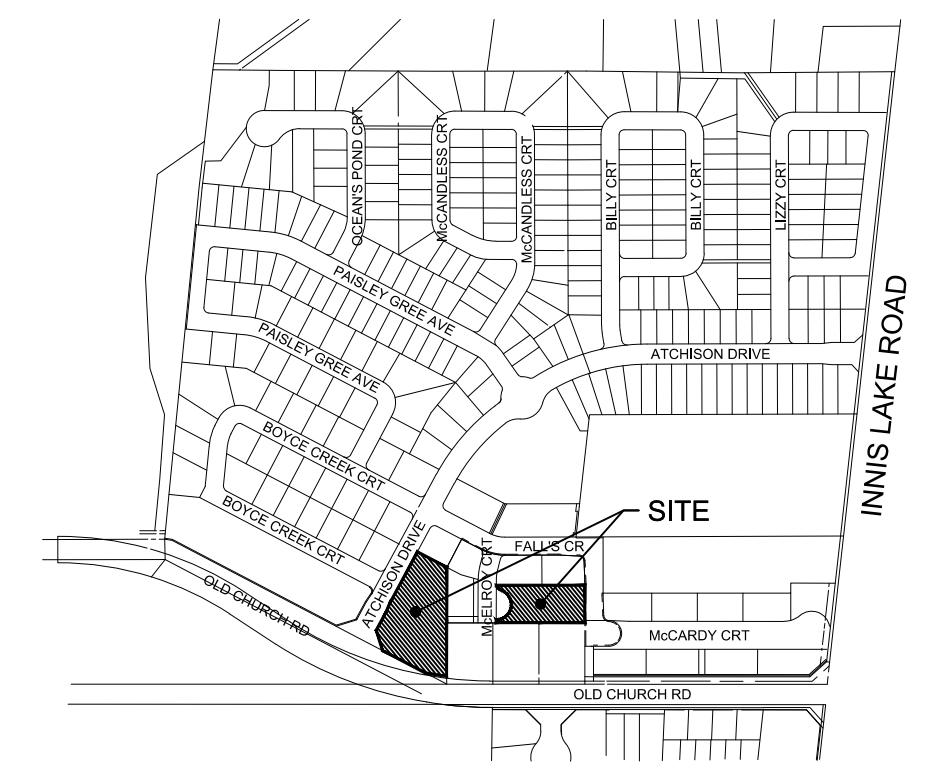 OCEAN'S POND CRT
McCANDLESS CRT
McCANDLESS CRT
BILLY CRT
BILLY CRT
LIZZY CRT
PAISLEY GREE AVE
PAISLEY GREE AVE
ATCHISON DRIVE
INNIS LAKE ROAD
BOYCE CREEK CRT
BOYCE CREEK CRT
ATCHISON DRIVE
SITE
FALL'S CR
McELROY CRT
OLD CHURCH RD
McCARDY CRT
OLD CHURCH RD